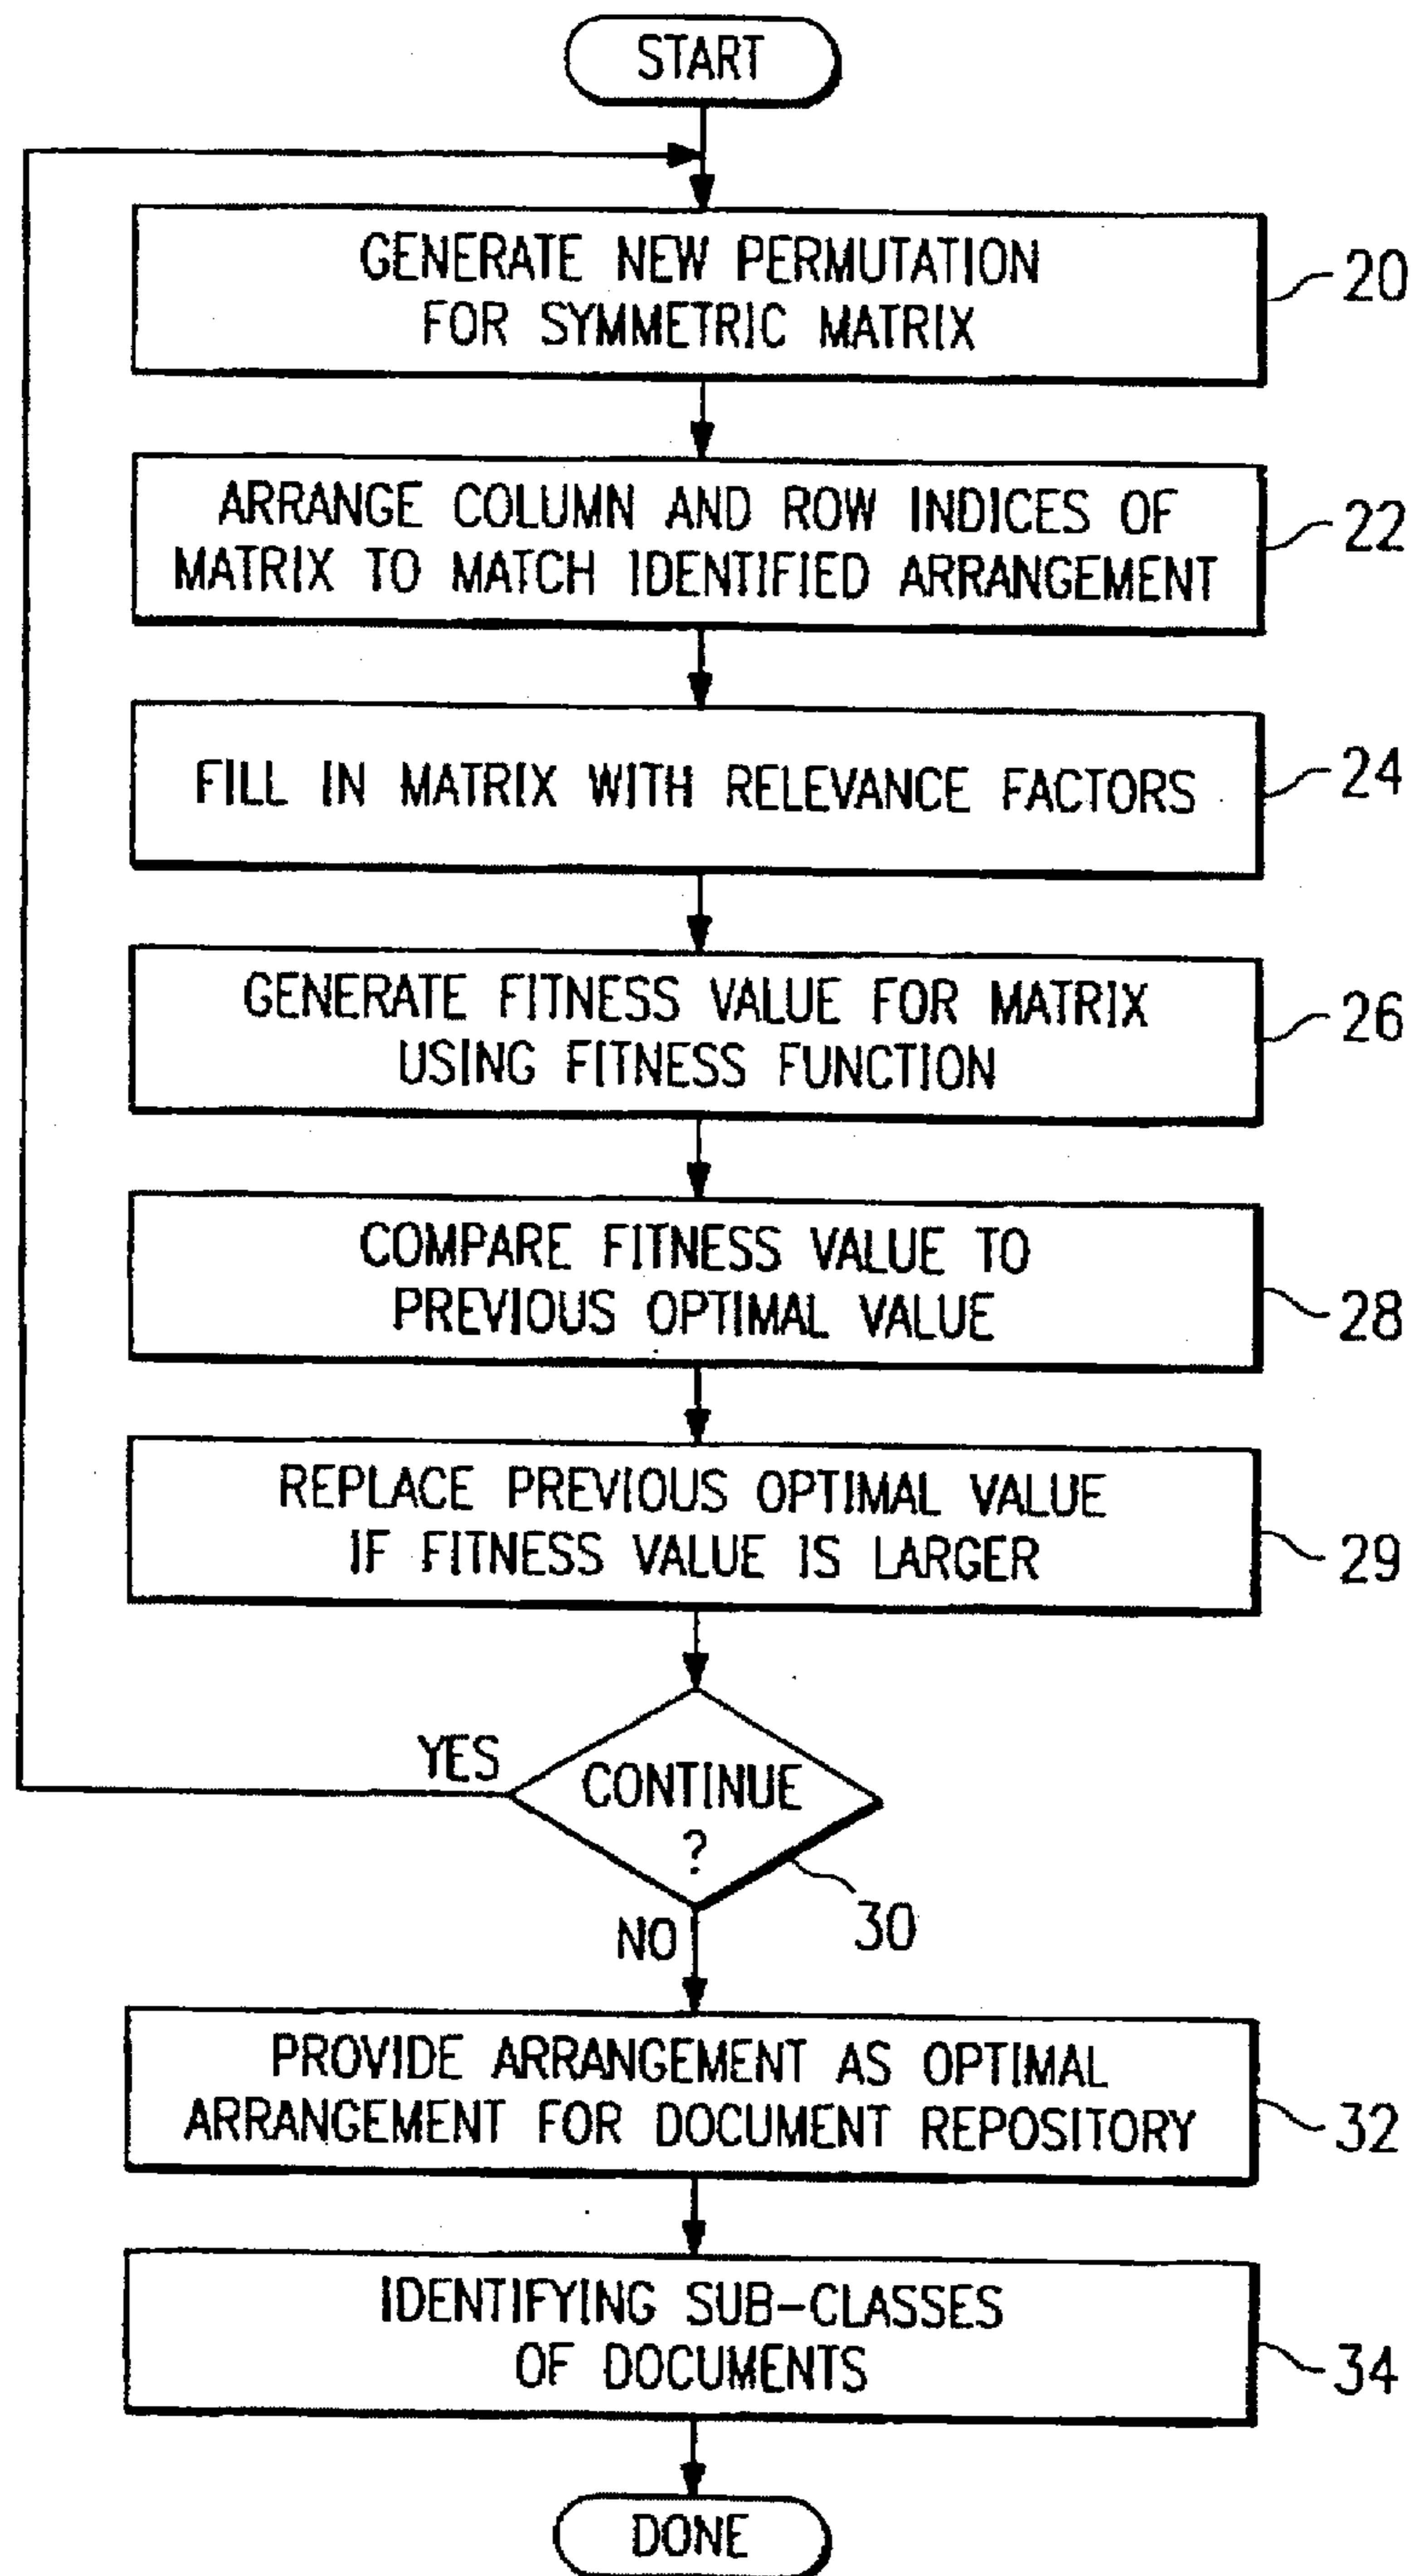 START
GENERATE NEW PERMUTATION
FOR SYMMETRIC MATRIX
20
ARRANGE COLUMN AND ROW INDICES OF
MATRIX TO MATCH IDENTIFIED ARRANGEMENT
22
FILL IN MATRIX WITH RELEVANCE FACTORS
24
GENERATE FITNESS VALUE FOR MATRIX
USING FITNESS FUNCTION
26
COMPARE FITNESS VALUE TO
PREVIOUS OPTIMAL VALUE
28
REPLACE PREVIOUS OPTIMAL VALUE
IF FITNESS VALUE IS LARGER
29
YES
CONTINUE
?
30
NO
PROVIDE ARRANGEMENT AS OPTIMAL
ARRANGEMENT FOR DOCUMENT REPOSITORY
32
IDENTIFYING SUB-CLASSES
OF DOCUMENTS
34
DONE